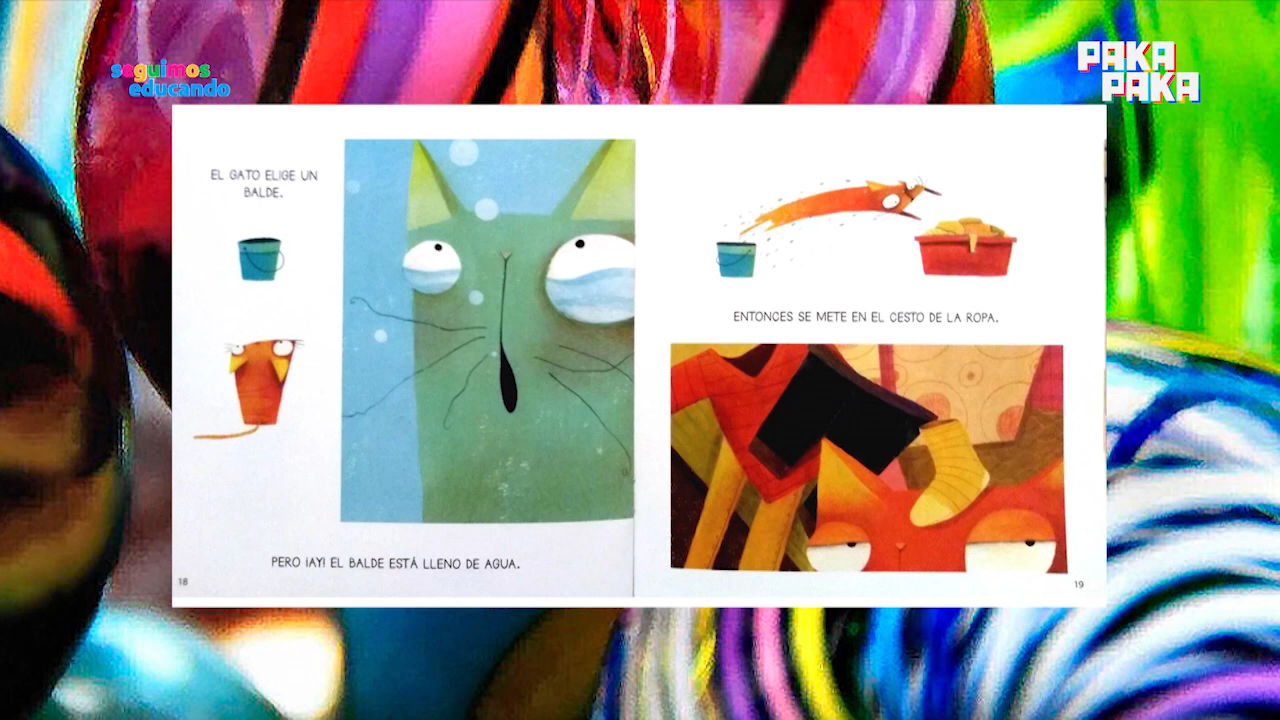 seguimos
educando
PAKA
PAKA
EL GATO ELIGE UN
BALDE.
PERO ¡AY! EL BALDE ESTÁ LLENO DE AGUA.
18
ENTONCES SE METE EN EL CESTO DE LA ROPA.
19